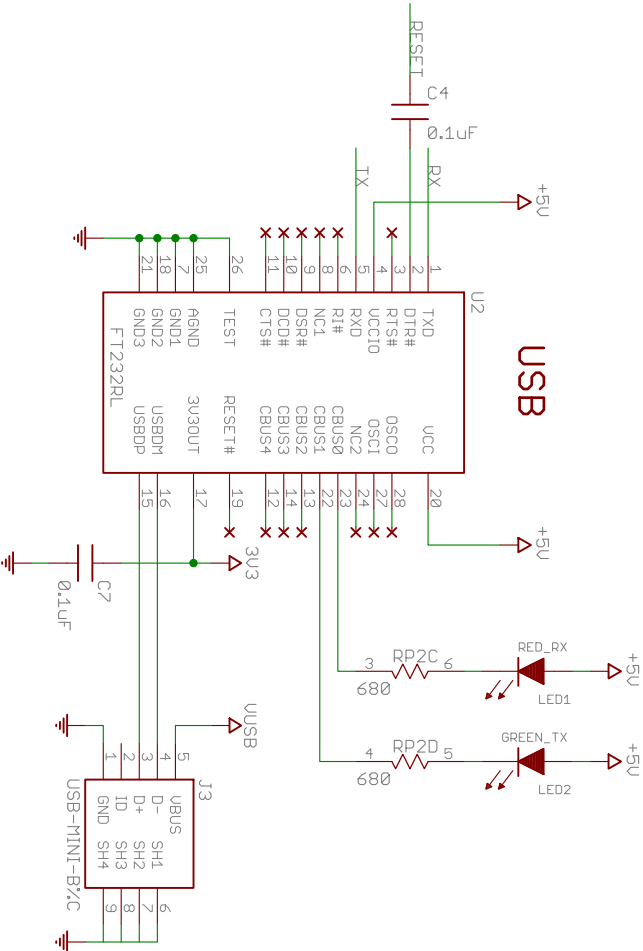 RESET
C4
0.1uF
TX
RX
+5V
USB
U2
FT232RL
21
18
7
25
26
11
10
9
8
6
5
4
3
2
1
GND3
GND2
GND1
AGND
TEST
CTS#
DCD#
DSR#
NC1
RI#
RXD
VCCIO
RTS#
DTR#
TXD
USBDP
USBDM
3V3OUT
RESET#
CBUS4
CBUS3
CBUS2
CBUS1
CBUS0
NC2
OSCI
OSCO
VCC
15
16
17
19
12
14
13
22
23
24
27
28
20
+5V
3V3
C7
0.1uF
RED_RX
+5V
3
RP2C
6
680
LED1
GREEN_TX
+5V
4
RP2D
5
680
LED2
VUSB
J3
1
2
3
4
5
GND
ID
D+
D-
VBUS
SH4
SH3
SH2
SH1
9
8
7
6
USB-MINI-B%C